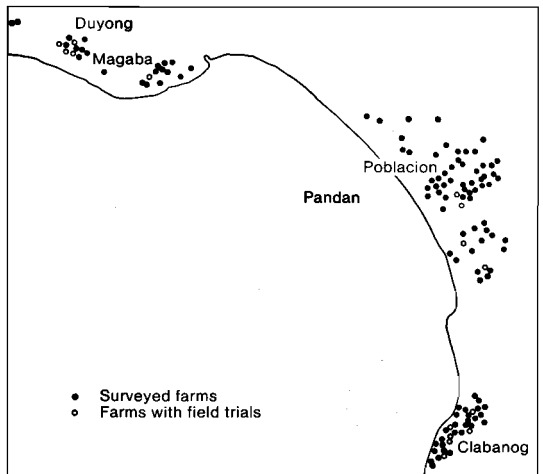 Duyong
Magaba
Poblacion
Pandan
Surveyed farms
Farms with field trials
Clabanog